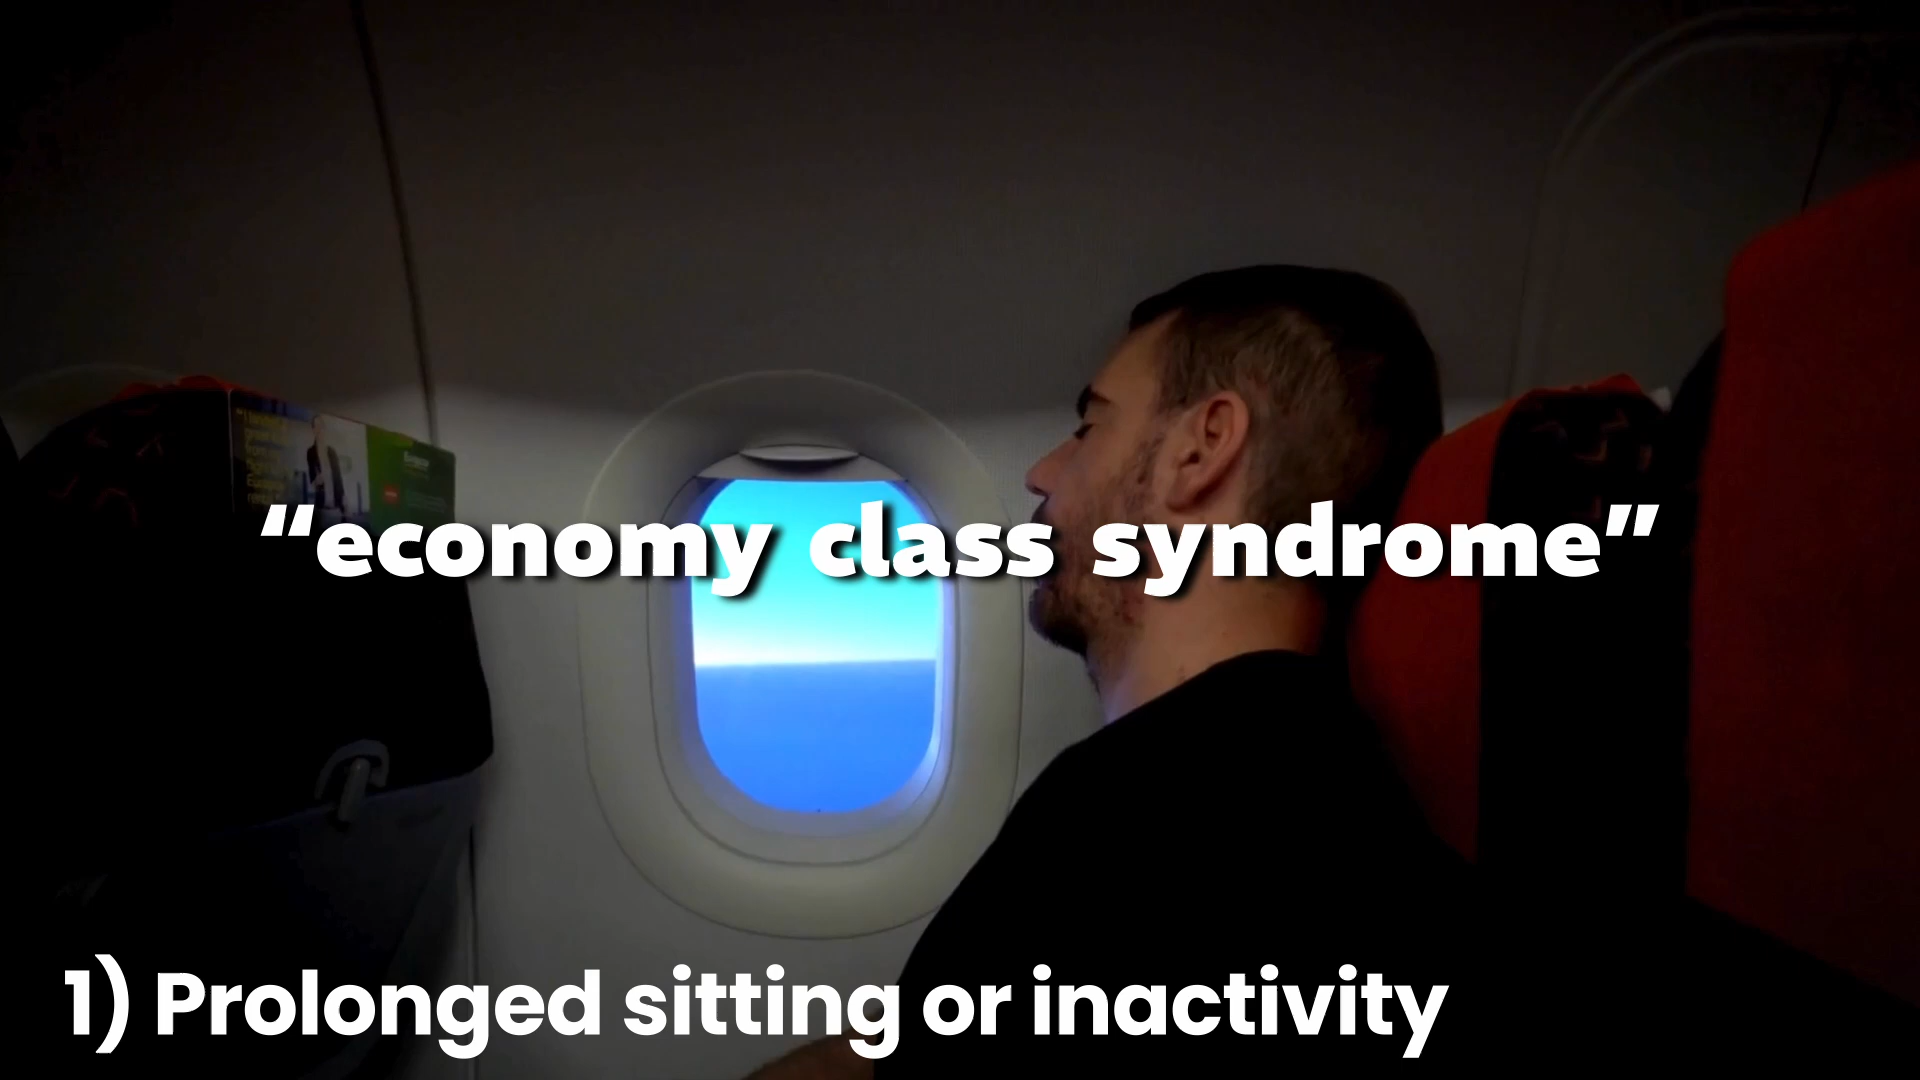 “economy class syndrome”
1) Prolonged sitting or inactivity